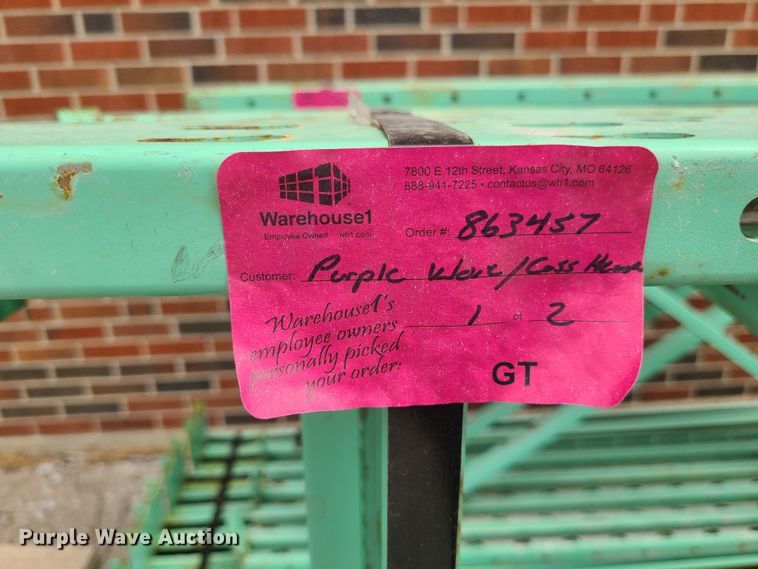 7800 E 12th Street, Kansas City, MO 64126
888-941-7225 • contactus@wh1.com
Warehouse1
Employee Owned wh1.com
Order #: 863457
Customer: Purple Wave/Cass
Warehouse1's
employee owners
personally picked
your order:
1 of 2
GT
Purple Wave Auction